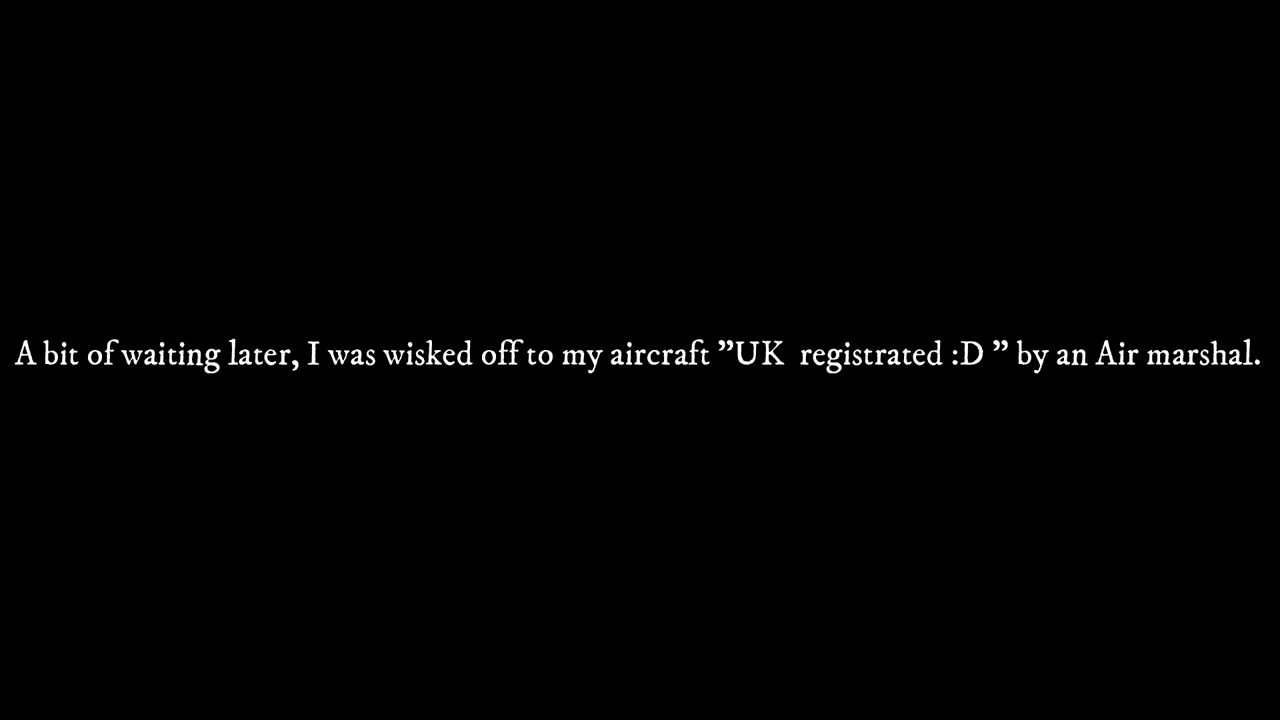 A bit of waiting later, I was wisked off to my aircraft ”UK  registrated :D ” by an Air marshal.